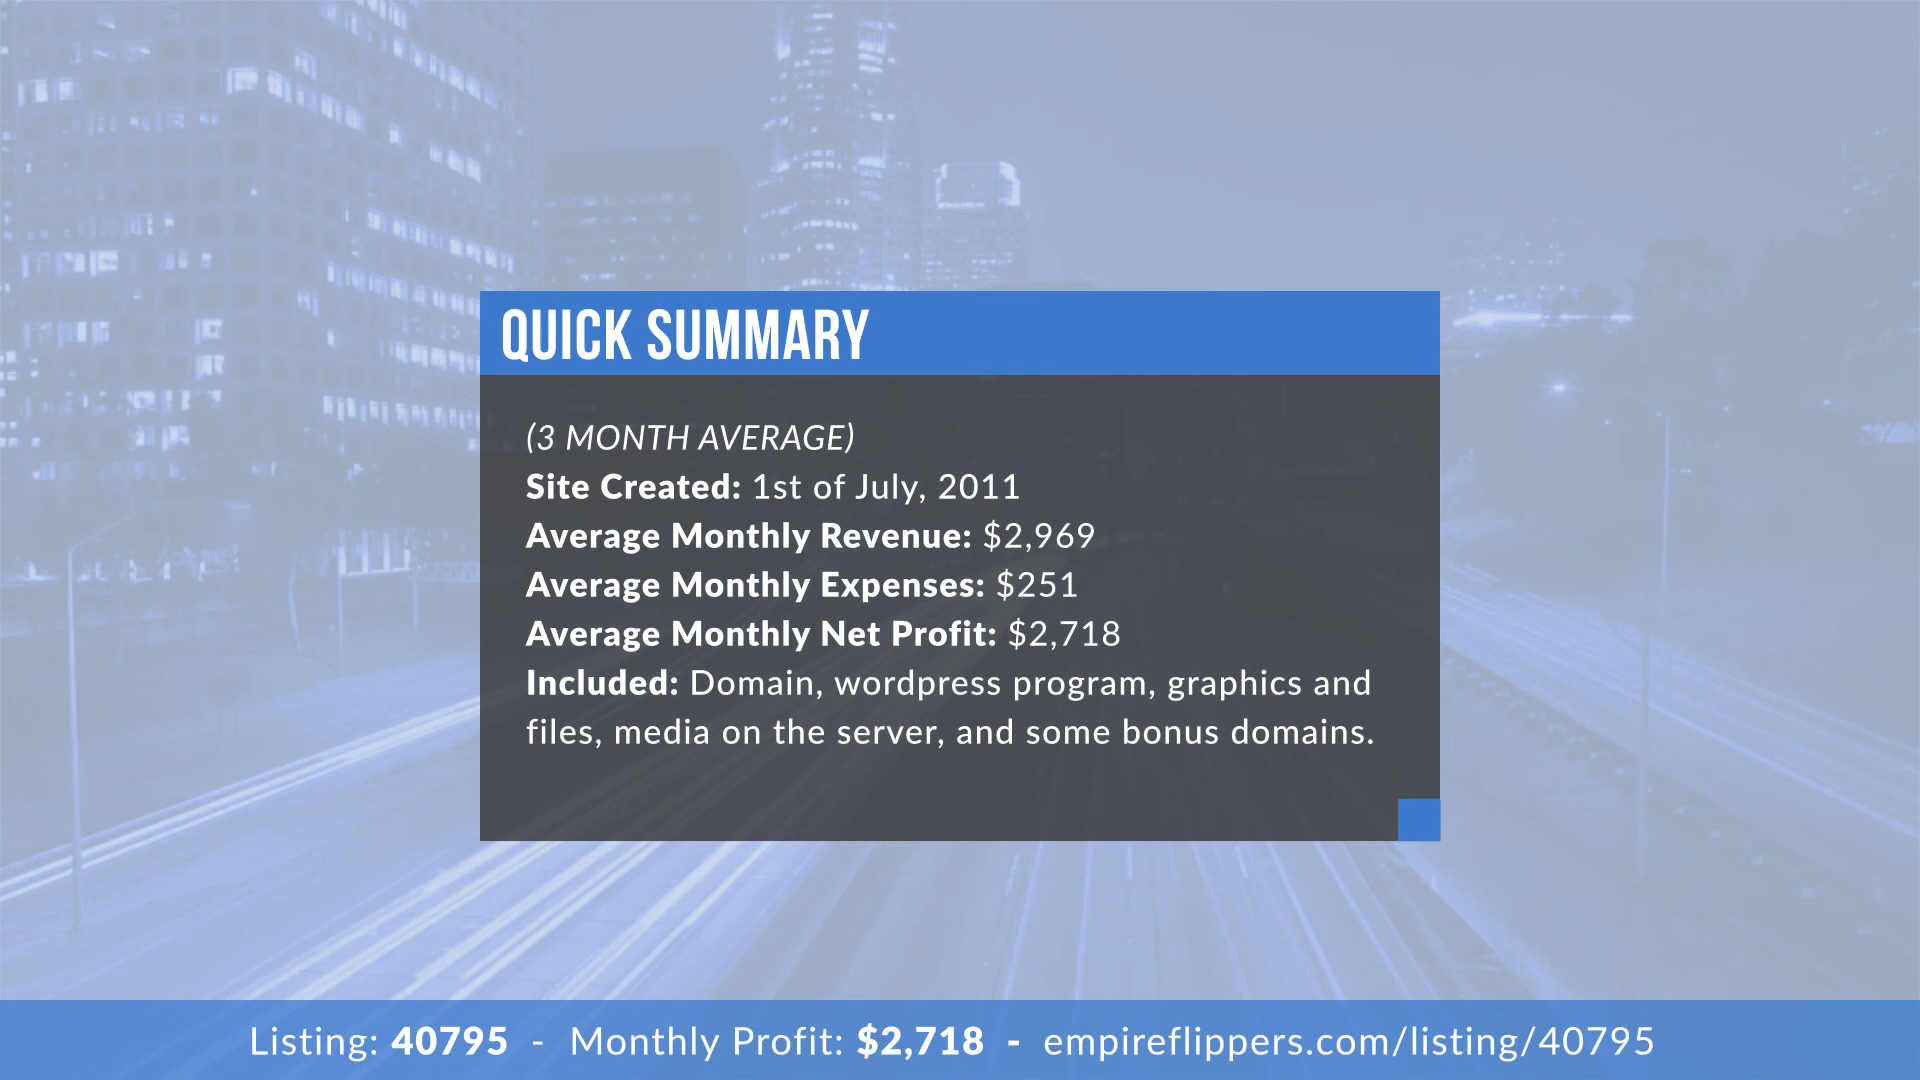 QUICK SUMMARY
(3 MONTH AVERAGE)
Site Created: 1st of July, 2011
Average Monthly Revenue: $2,969
Average Monthly Expenses: $251
Average Monthly Net Profit: $2,718
Included: Domain, wordpress program, graphics and
files, media on the server, and some bonus domains.
Listing: 40795 - Monthly Profit: $2,718 - empireflippers.com/listing/40795